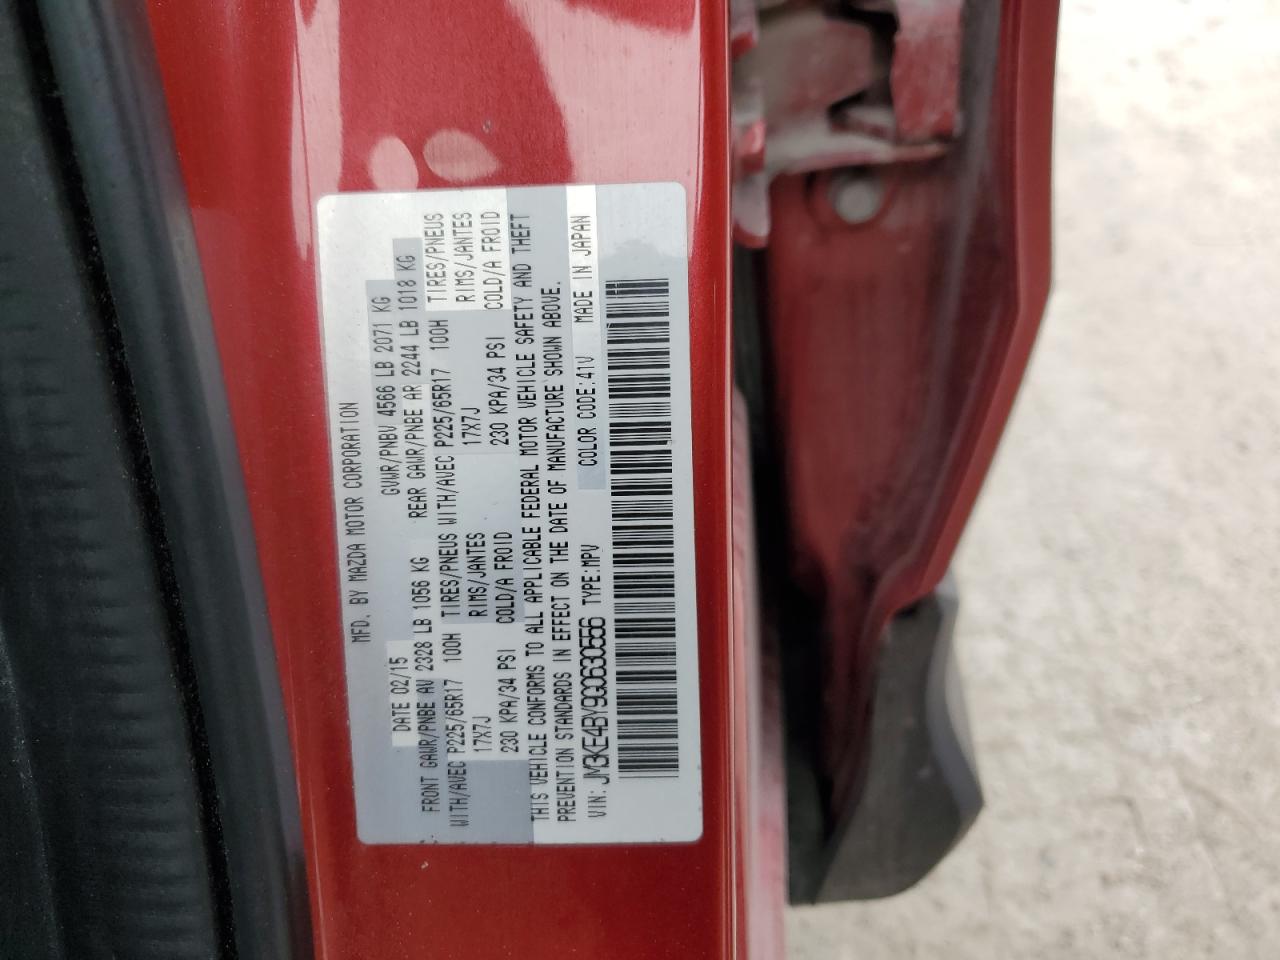 MFD. BY MAZDA MOTOR CORPORATION
DATE 02/15 GVWR/PNBV 4566 LB 2071 KG
FRONT GAWR/PNBE AV 2328 LB 1056 KG REAR GAWR/PNBE AR 2244 LB 1018 KG
WITH/AVEC P225/65R17 100H TIRES/PNEUS WITH/AVEC P225/65R17 100H TIRES/PNEUS
17X7J RIMS/JANTES 17X7J RIMS/JANTES
230 KPA/34 PSI COLD/A FROID 230 KPA/34 PSI COLD/A FROID
THIS VEHICLE CONFORMS TO ALL APPLICABLE FEDERAL MOTOR VEHICLE SAFETY AND THEFT
PREVENTION STANDARDS IN EFFECT ON THE DATE OF MANUFACTURE SHOWN ABOVE.
VIN: JM3KE4BY9G0630556 TYPE:MPV COLOR CODE:41V MADE IN JAPAN